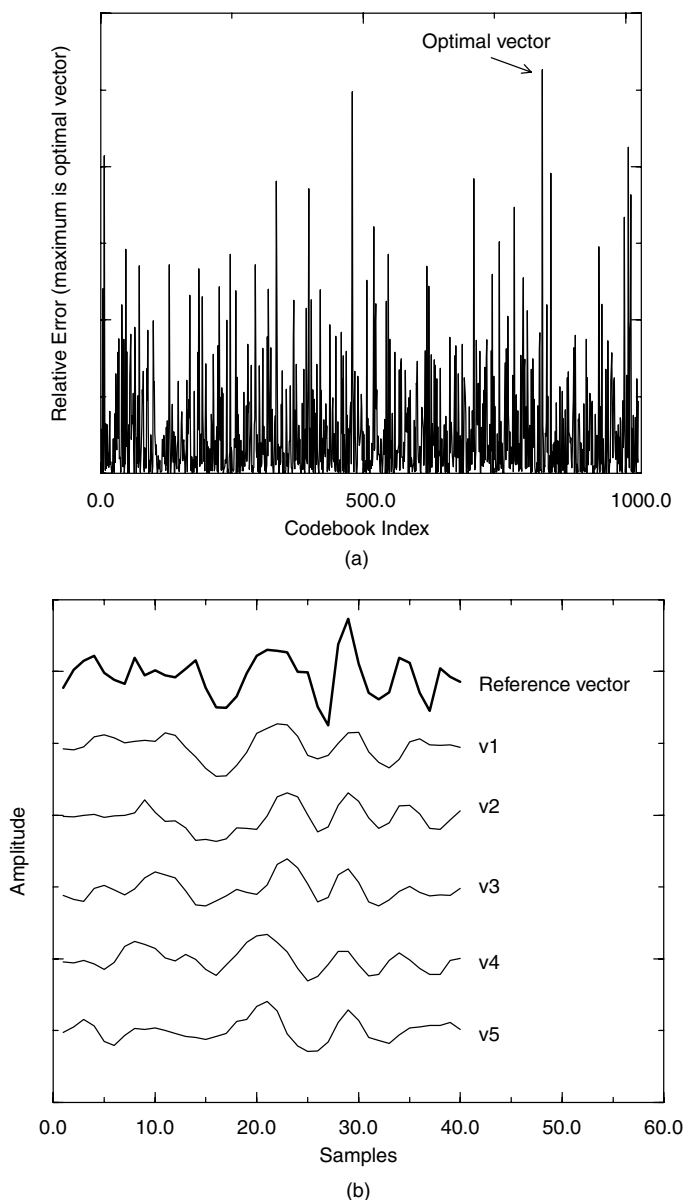 Optimal vector
Relative Error (maximum is optimal vector)
0.0 500.0 1000.0
Codebook Index
(a)
Reference vector
v1
v2
v3
v4
v5
Amplitude
0.0 10.0 20.0 30.0 40.0 50.0 60.0
Samples
(b)